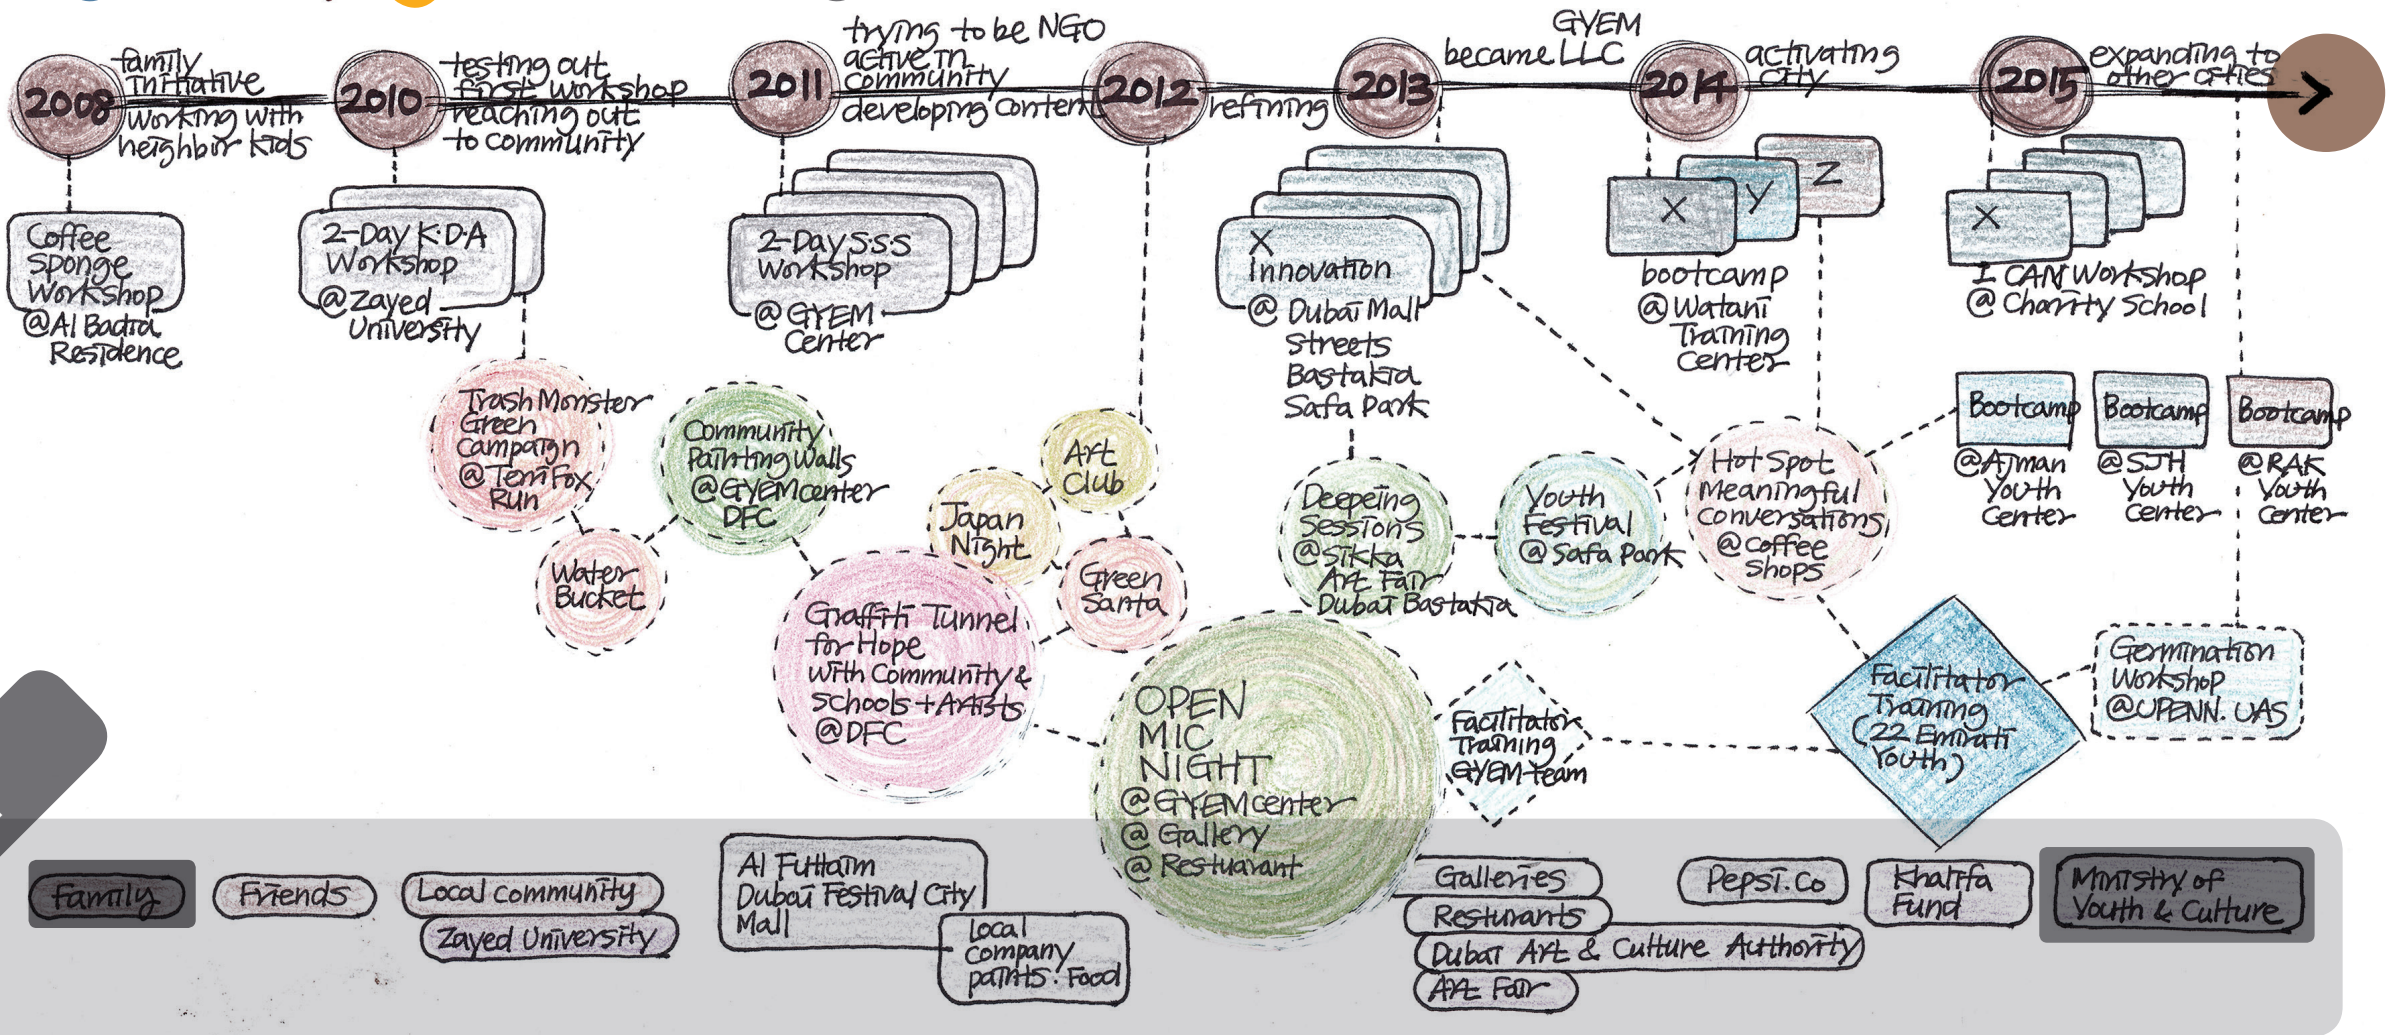 2008
family
initiative
working with
neighbor kids
2010
testing out
first workshop
reaching out
to community
2011
trying to be NGO
active in
community
developing content
2012
refining
2013
GYEM
became LLC
2014
activating
city
2015
expanding to
other cities
Coffee
Sponge
Workshop
@Al Badia
Residence
2-Day K·D·A
Workshop
@Zayed
University
2-Day S·S·S
Workshop
@GYEM
Center
X
innovation
@ Dubai Mall
Streets
Bastakia
Safa Park
X
Y
Z
bootcamp
@ Watani
Training
Center
X
I CAN Workshop
@ Charity School
Trash Monster
Green
Campaign
@ Terri Fox
Run
Water
Bucket
Community
Painting Walls
@GYEM center
DFC
Graffiti Tunnel
for Hope
with Community &
Schools + Artists
@DFC
Japan
Night
Art
Club
Green
Santa
OPEN
MIC
NIGHT
@GYEM center
@ Gallery
@ Restuarant
Deepeing
Sessions
@Sikka
Art Fair
Dubai Bastakia
Youth
Festival
@ Safa Park
Hot Spot
Meaningful
Conversations
@ Coffee
Shops
Facilitator
Training
GYEM team
Facilitator
Training
(22 Emirati
Youth)
Bootcamp
@Ajman
Youth
Center
Bootcamp
@SJH
Youth
Center
Bootcamp
@RAK
Youth
Center
Germination
Workshop
@UPENN. UAS
Family
Friends
Local community
Zayed University
Al Futtaim
Dubai Festival City
Mall
Local
company
paints. Food
Galleries
Resturants
Dubai Art & Culture Authority
Art Fair
Pepsi.Co
Khalifa
Fund
Ministry of
Youth & Culture